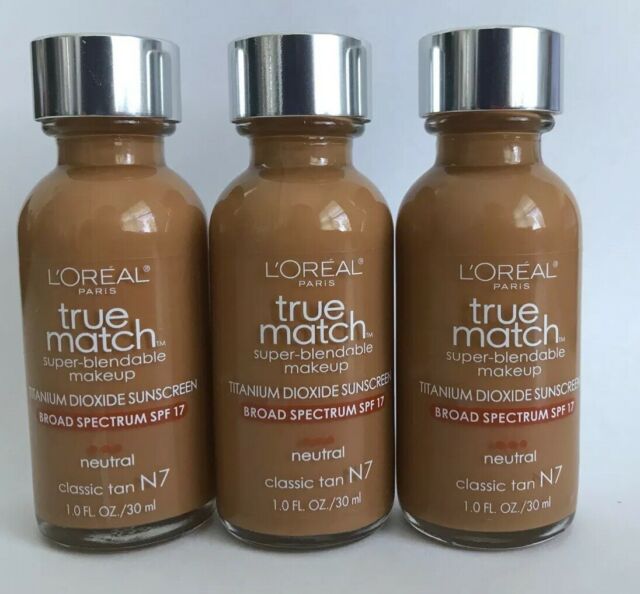 L'ORÉAL®
PARIS
true
match™
super-blendable
makeup
TITANIUM DIOXIDE SUNSCREEN
BROAD SPECTRUM SPF 17
neutral
classic tan N7
1.0 FL. OZ./30 ml
L'ORÉAL®
PARIS
true
match™
super-blendable
makeup
TITANIUM DIOXIDE SUNSCREEN
BROAD SPECTRUM SPF 17
neutral
classic tan N7
1.0 FL. OZ./30 ml
L'ORÉAL®
PARIS
true
match™
super-blendable
makeup
TITANIUM DIOXIDE SUNSCREEN
BROAD SPECTRUM SPF 17
neutral
classic tan N7
1.0 FL. OZ./30 ml